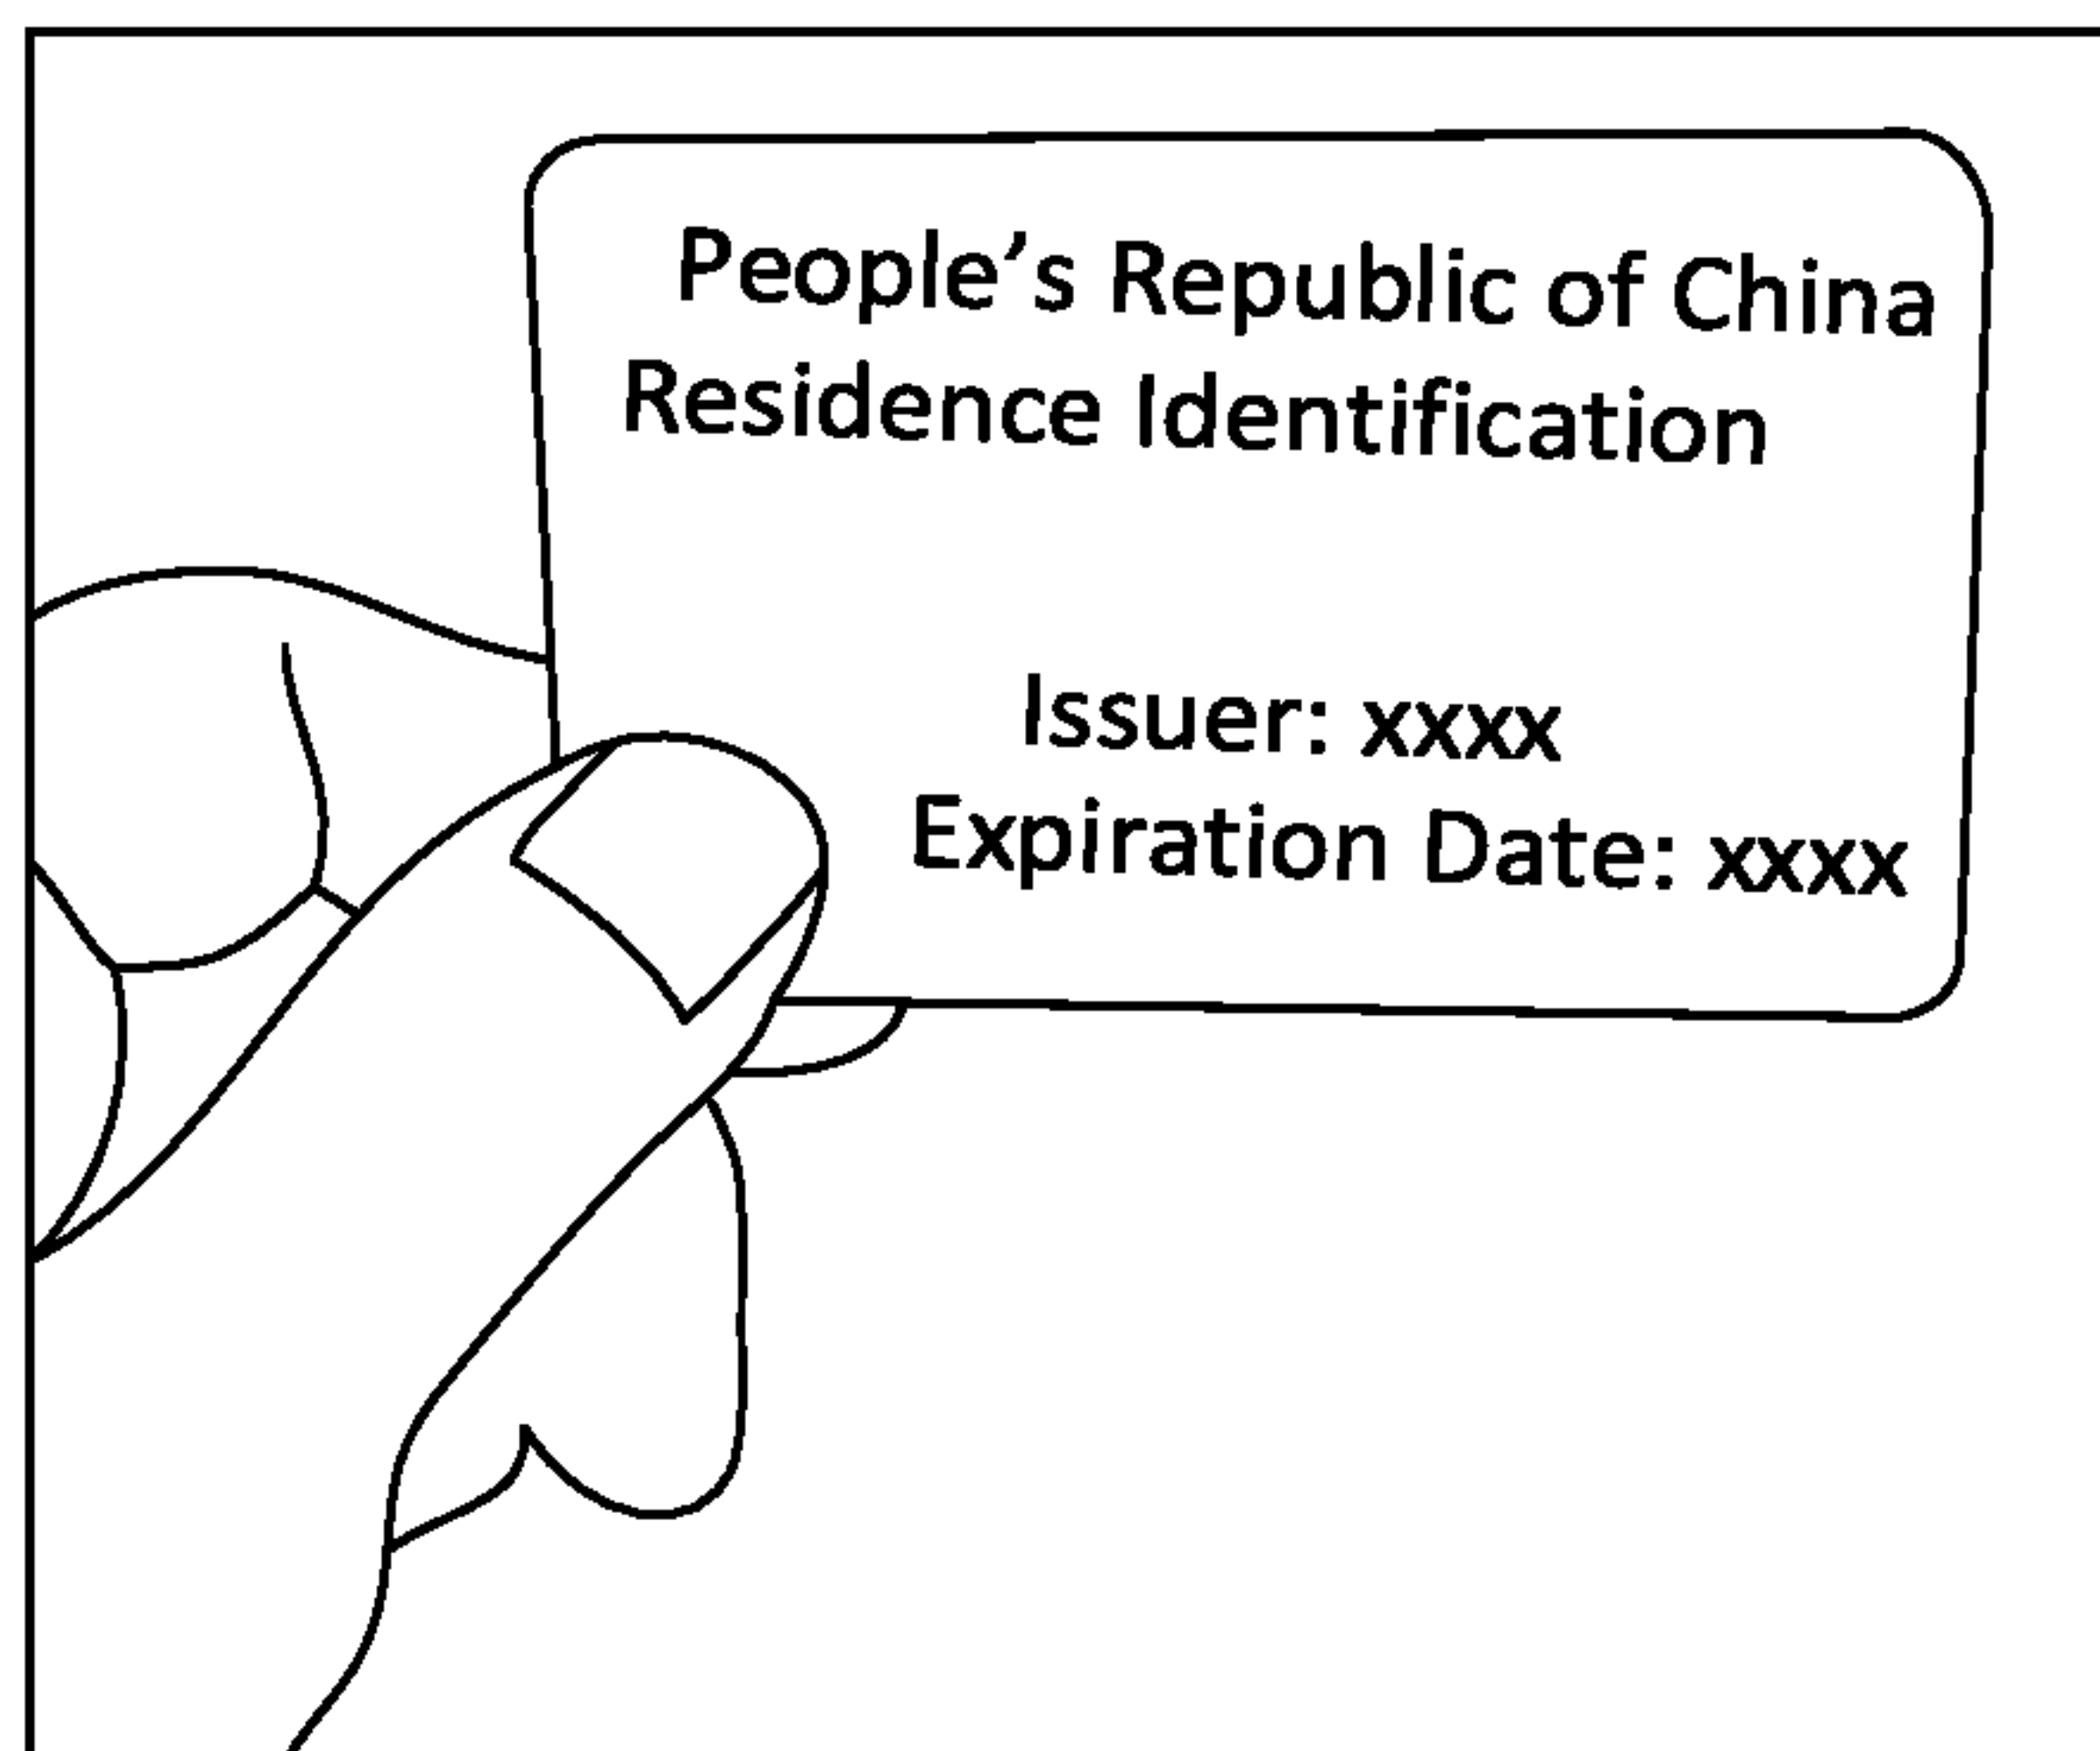 People’s Republic of China
Residence Identification
Issuer: xxxx
Expiration Date: xxxx